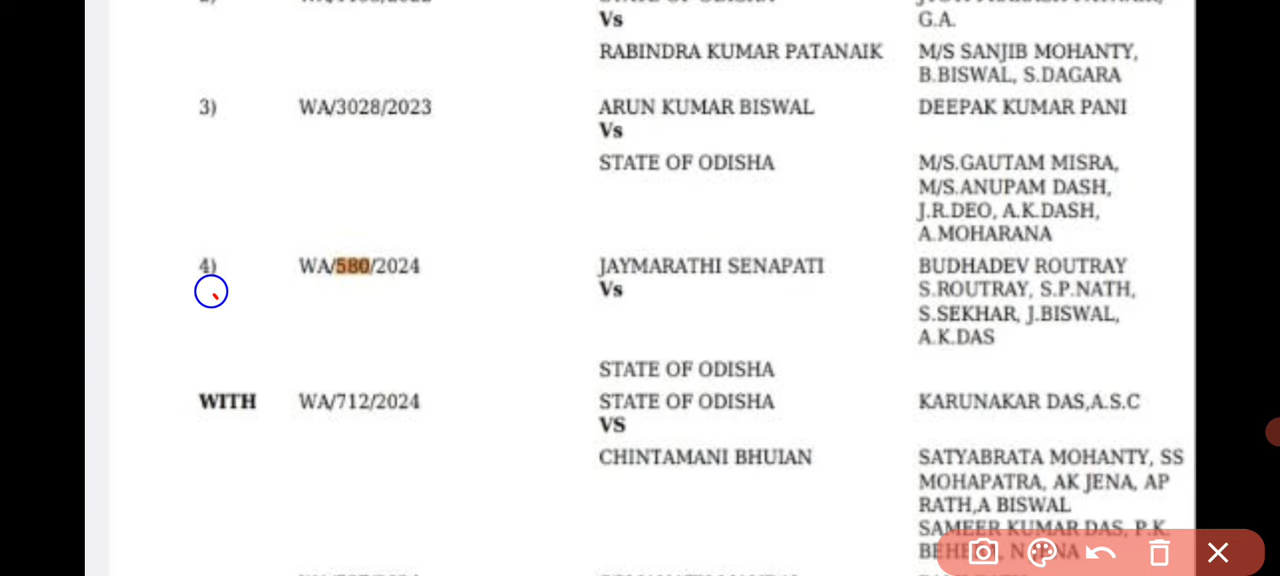 Vs
G.A.
RABINDRA KUMAR PATANAIK M/S SANJIB MOHANTY,
B.BISWAL, S.DAGARA
3) WA/3028/2023 ARUN KUMAR BISWAL DEEPAK KUMAR PANI
Vs
STATE OF ODISHA M/S.GAUTAM MISRA,
M/S.ANUPAM DASH,
J.R.DEO, A.K.DASH,
A.MOHARANA
4) WA/580/2024 JAYMARATHI SENAPATI BUDHADEV ROUTRAY
Vs S.ROUTRAY, S.P.NATH,
S.SEKHAR, J.BISWAL,
A.K.DAS
STATE OF ODISHA
WITH WA/712/2024 STATE OF ODISHA KARUNAKAR DAS,A.S.C
VS
CHINTAMANI BHUIAN SATYABRATA MOHANTY, SS
MOHAPATRA, AK JENA, AP
RATH,A BISWAL
SAMEER KUMAR DAS, P.K.